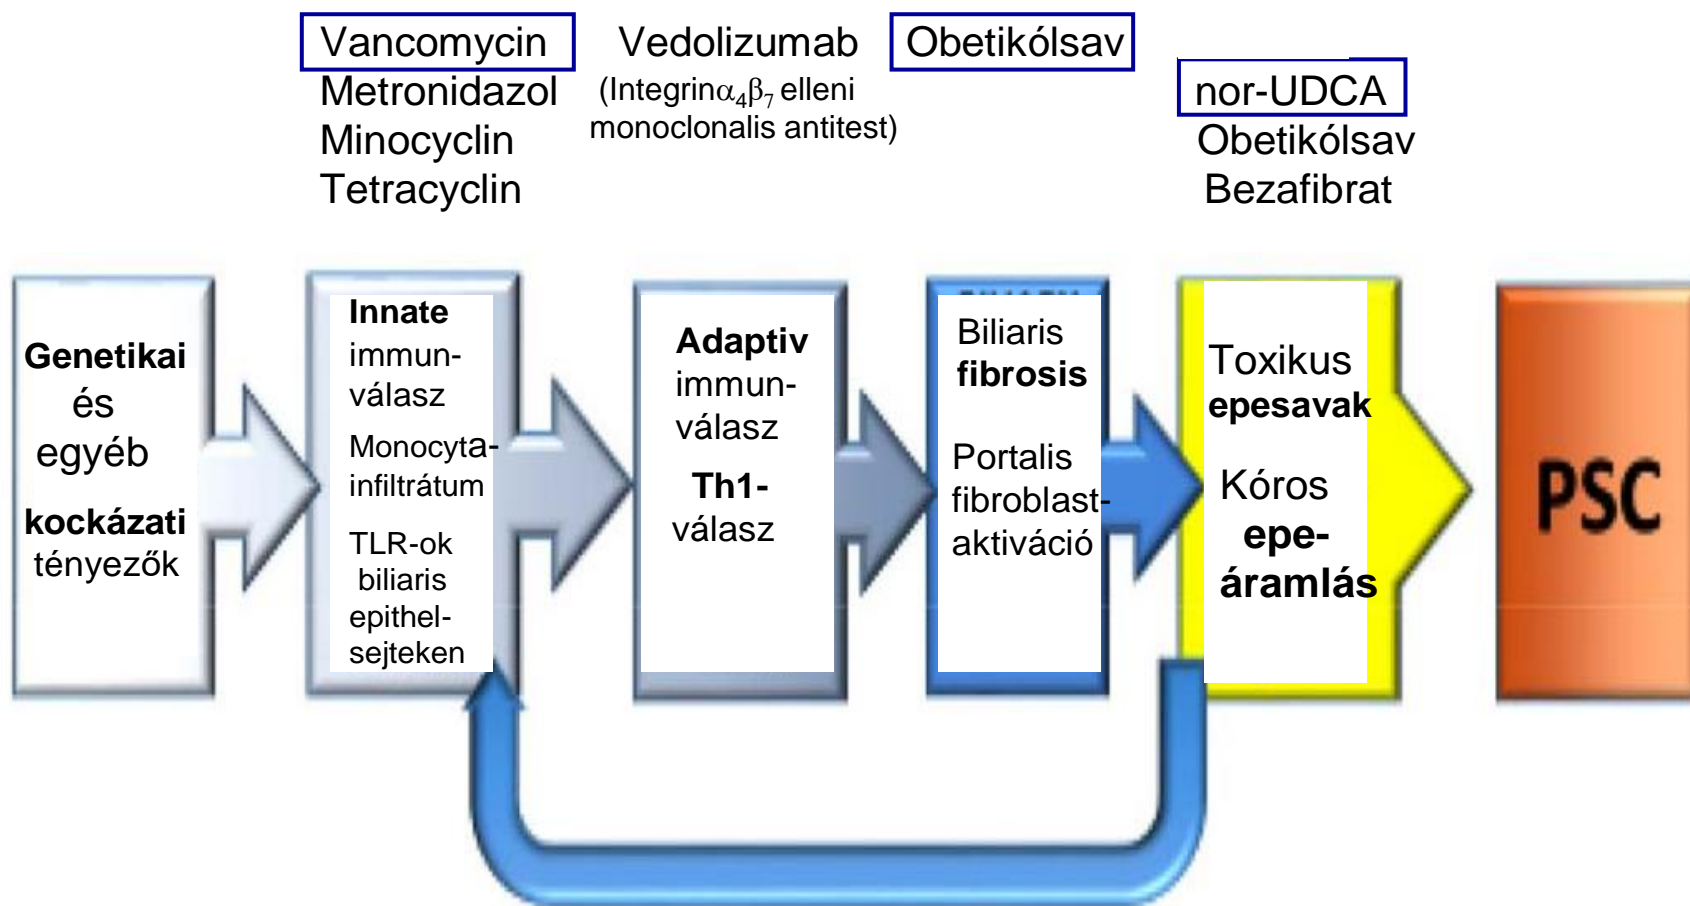 Vancomycin
Metronidazol
Minocyclin
Tetracyclin
Vedolizumab
(Integrinα₄β₇ elleni
monoclonalis antitest)
Obetikólsav
nor-UDCA
Obetikólsav
Bezafibrat
Genetikai
és
egyéb
kockázati
tényezők
Innate
immun-
válasz
Monocyta-
infiltrátum
TLR-ok
biliaris
epithel-
sejteken
Adaptiv
immun-
válasz
Th1-
válasz
Biliaris
fibrosis
Portalis
fibroblast-
aktiváció
Toxikus
epesavak
Kóros
epe-
áramlás
PSC